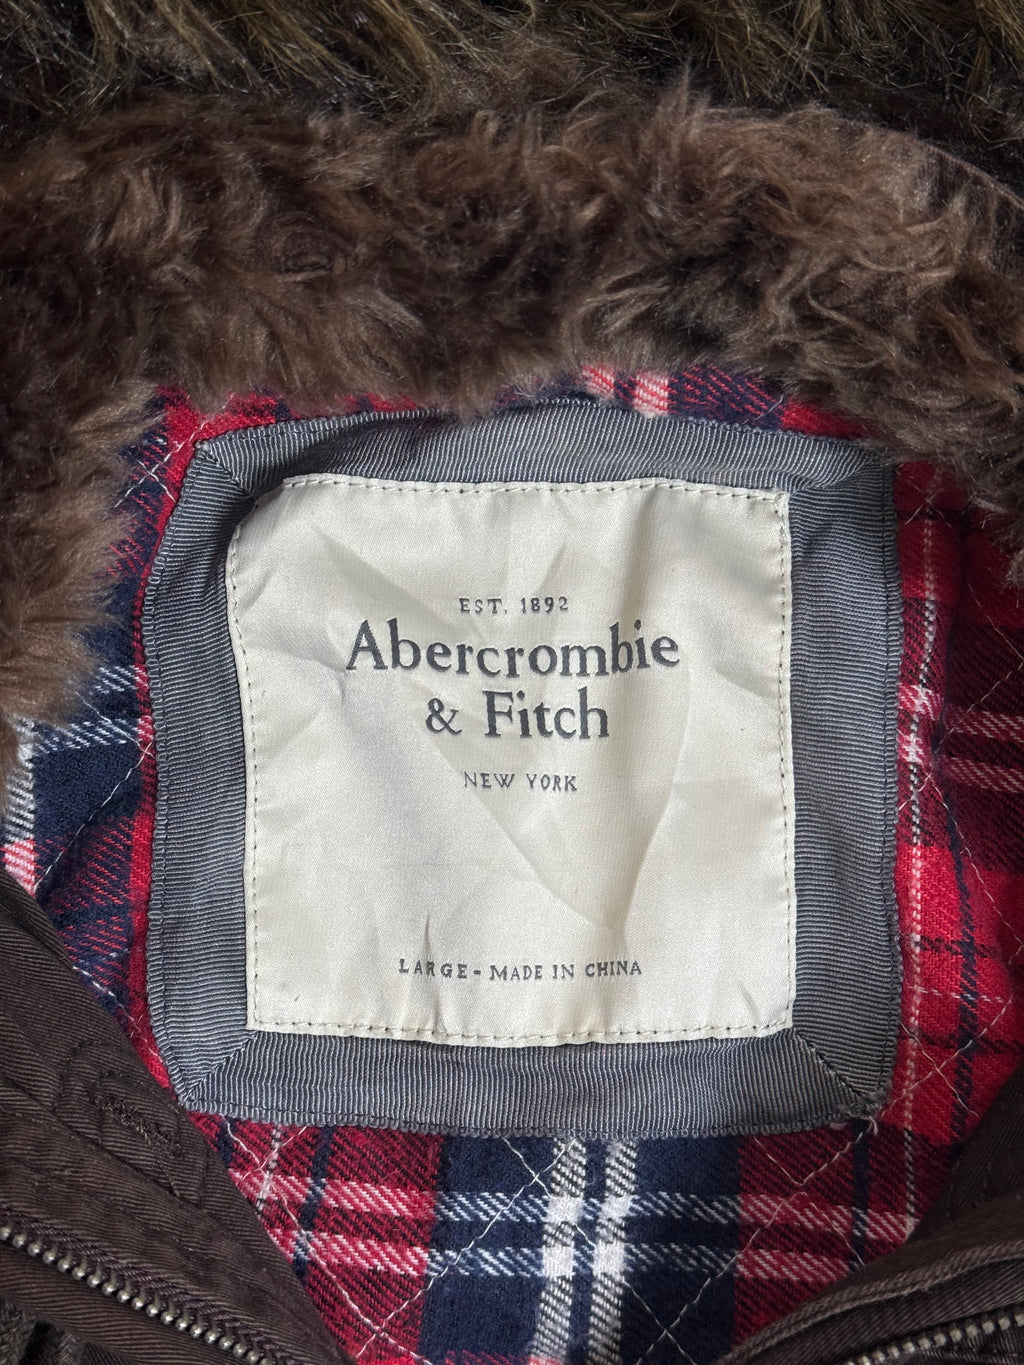 EST. 1892
Abercrombie
& Fitch
NEW YORK
LARGE - MADE IN CHINA